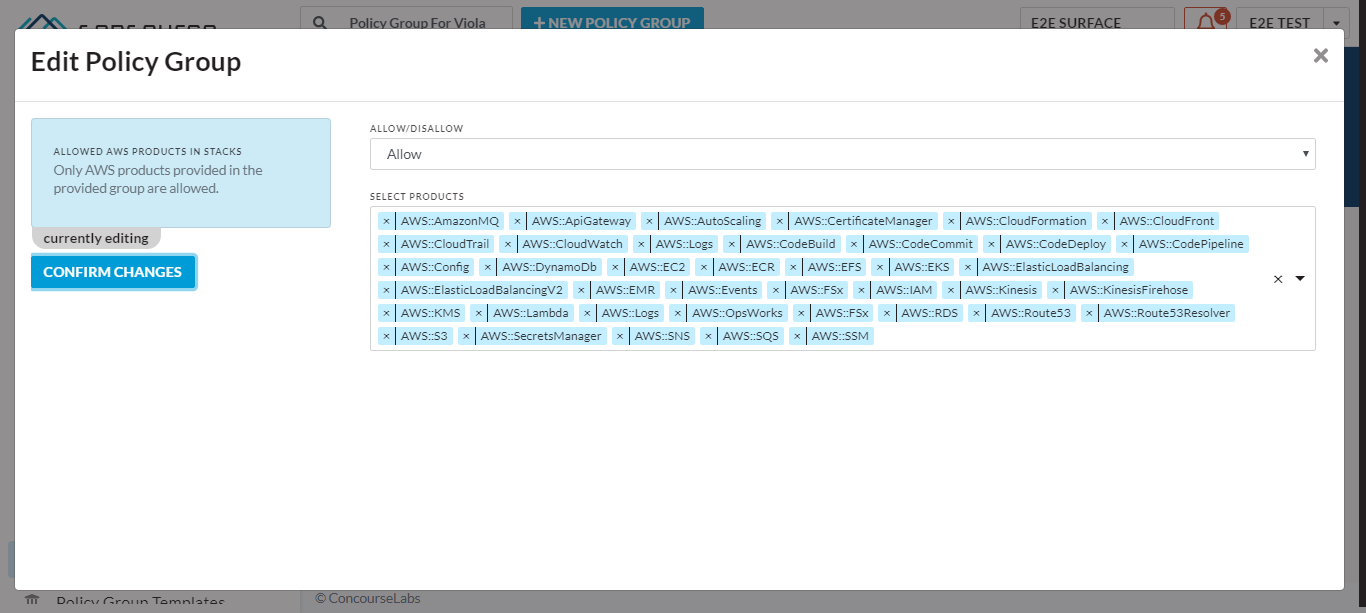 Policy Group For Viola
+ NEW POLICY GROUP
E2E SURFACE
5
E2E TEST
Edit Policy Group
×
ALLOWED AWS PRODUCTS IN STACKS
Only AWS products provided in the
provided group are allowed.
currently editing
CONFIRM CHANGES
ALLOW/DISALLOW
Allow
SELECT PRODUCTS
× AWS::AmazonMQ × AWS::ApiGateway × AWS::AutoScaling × AWS::CertificateManager × AWS::CloudFormation × AWS::CloudFront
× AWS::CloudTrail × AWS::CloudWatch × AWS::Logs × AWS::CodeBuild × AWS::CodeCommit × AWS::CodeDeploy × AWS::CodePipeline
× AWS::Config × AWS::DynamoDb × AWS::EC2 × AWS::ECR × AWS::EFS × AWS::EKS × AWS::ElasticLoadBalancing
× AWS::ElasticLoadBalancingV2 × AWS::EMR × AWS::Events × AWS::FSx × AWS::IAM × AWS::Kinesis × AWS::KinesisFirehose
× AWS::KMS × AWS::Lambda × AWS::Logs × AWS::OpsWorks × AWS::FSx × AWS::RDS × AWS::Route53 × AWS::Route53Resolver
× AWS::S3 × AWS::SecretsManager × AWS::SNS × AWS::SQS × AWS::SSM
×
Policy Group Templates
© ConcourseLabs